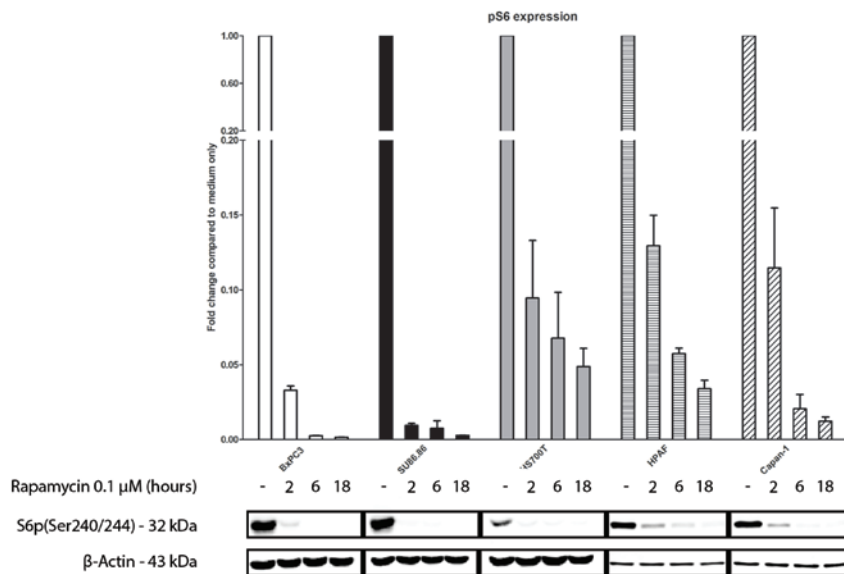 pS6 expression
Fold change compared to medium only
1.00
0.60
0.20
0.20
0.15
0.10
0.05
0.00
BxPC3
SU86.86
HS700T
HPAF
Capan-1
Rapamycin 0.1 μM (hours) - 2 6 18 - 2 6 18 - 2 6 18 - 2 6 18 - 2 6 18
S6p(Ser240/244) - 32 kDa
β-Actin - 43 kDa